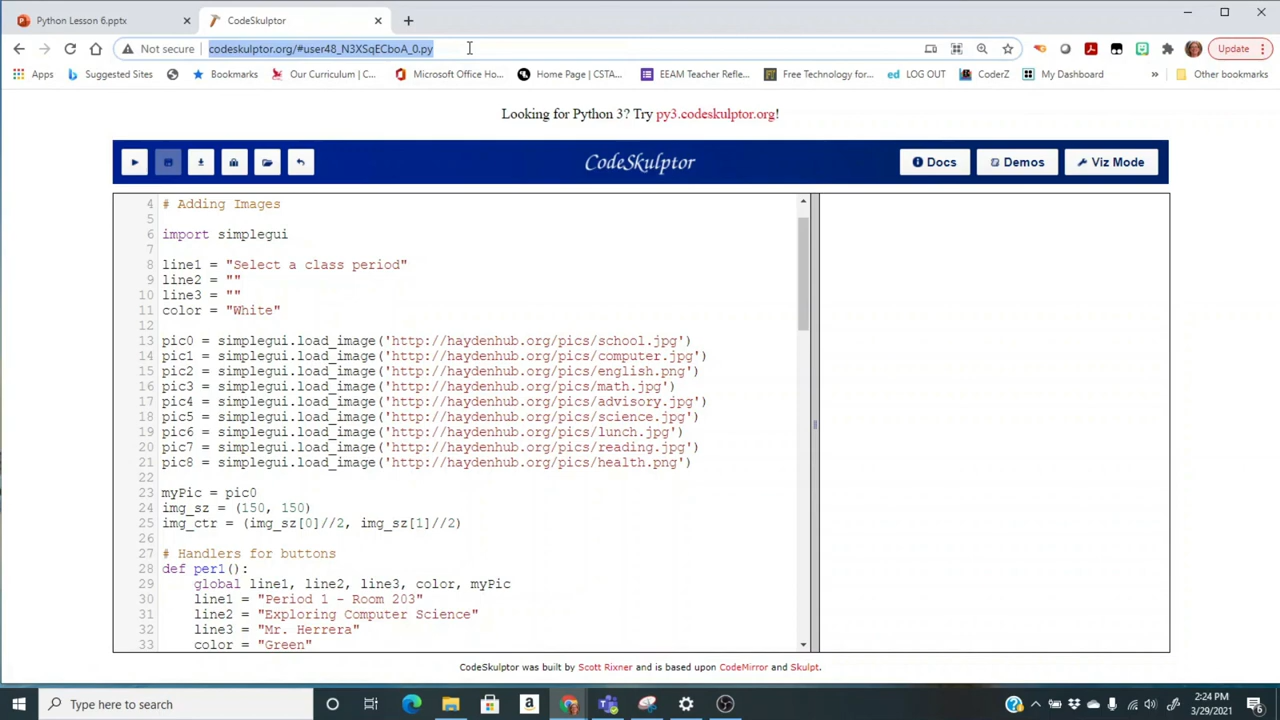 Python Lesson 6.pptx
CodeSkulptor
Not secure
codeskulptor.org/#user48_N3XSqECboA_0.py
Update
Apps
Suggested Sites
Bookmarks
Our Curriculum | C...
Microsoft Office Ho...
Home Page | CSTA...
EEAM Teacher Refle...
Free Technology for...
ed LOG OUT
CoderZ
My Dashboard
»
Other bookmarks
Looking for Python 3? Try py3.codeskulptor.org!
CodeSkulptor
Docs
Demos
Viz Mode
4 # Adding Images
5
6 import simplegui
7
8 line1 = "Select a class period"
9 line2 = ""
10 line3 = ""
11 color = "White"
12
13 pic0 = simplegui.load_image('http://haydenhub.org/pics/school.jpg')
14 pic1 = simplegui.load_image('http://haydenhub.org/pics/computer.jpg')
15 pic2 = simplegui.load_image('http://haydenhub.org/pics/english.png')
16 pic3 = simplegui.load_image('http://haydenhub.org/pics/math.jpg')
17 pic4 = simplegui.load_image('http://haydenhub.org/pics/advisory.jpg')
18 pic5 = simplegui.load_image('http://haydenhub.org/pics/science.jpg')
19 pic6 = simplegui.load_image('http://haydenhub.org/pics/lunch.jpg')
20 pic7 = simplegui.load_image('http://haydenhub.org/pics/reading.jpg')
21 pic8 = simplegui.load_image('http://haydenhub.org/pics/health.png')
22
23 myPic = pic0
24 img_sz = (150, 150)
25 img_ctr = (img_sz[0]//2, img_sz[1]//2)
26
27 # Handlers for buttons
28 def per1():
29 global line1, line2, line3, color, myPic
30 line1 = "Period 1 - Room 203"
31 line2 = "Exploring Computer Science"
32 line3 = "Mr. Herrera"
33 color = "Green"
CodeSkulptor was built by Scott Rixner and is based upon CodeMirror and Skulpt.
Type here to search
2:24 PM
3/29/2021
6